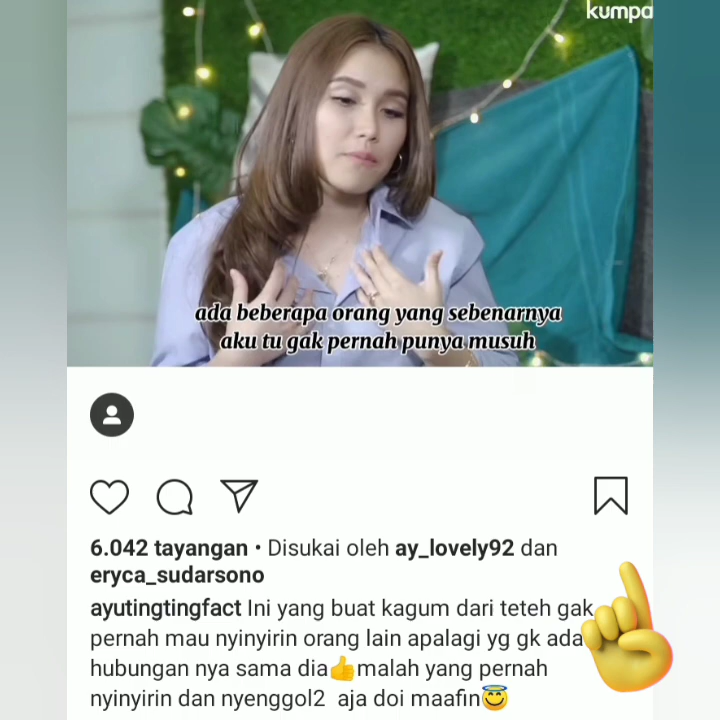 kumpa
ada beberapa orang yang sebenarnya
aku tu gak pernah punya musuh
6.042 tayangan • Disukai oleh ay_lovely92 dan
eryca_sudarsono
ayutingtingfact Ini yang buat kagum dari teteh gak
pernah mau nyinyirin orang lain apalagi yg gk ada
hubungan nya sama dia👍malah yang pernah
nyinyirin dan nyenggol2 aja doi maafin😇